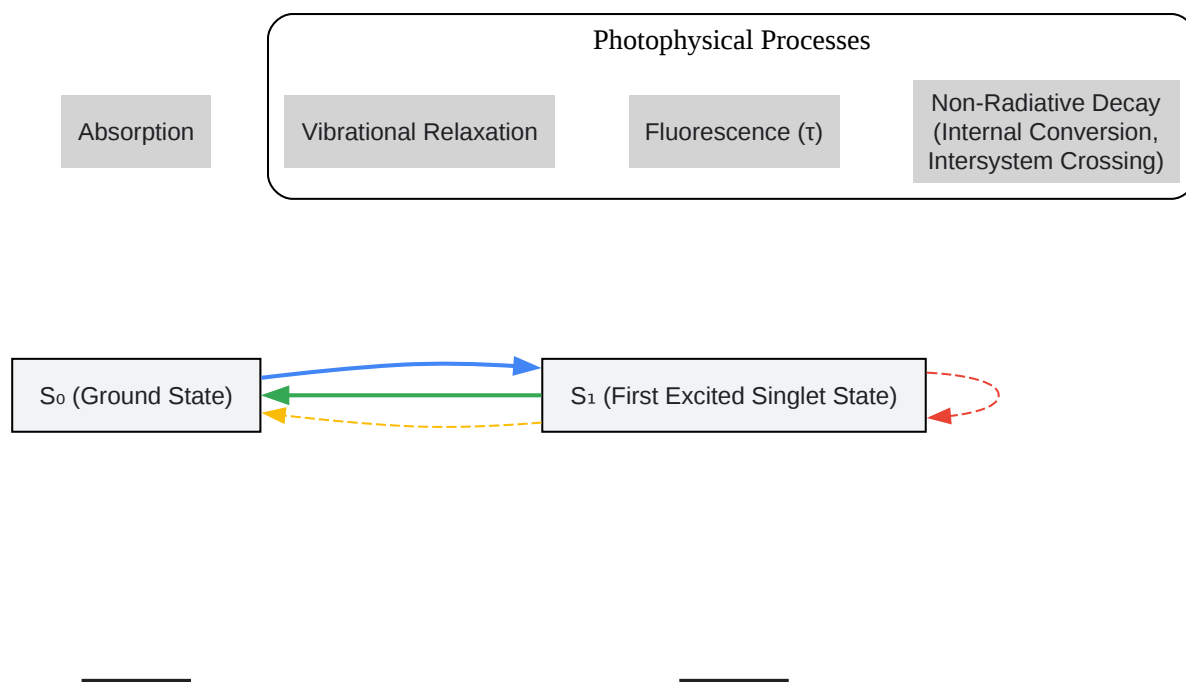 Photophysical Processes
Absorption
Vibrational Relaxation
Fluorescence (τ)
Non-Radiative Decay
(Internal Conversion,
Intersystem Crossing)
S₀ (Ground State)
S₁ (First Excited Singlet State)